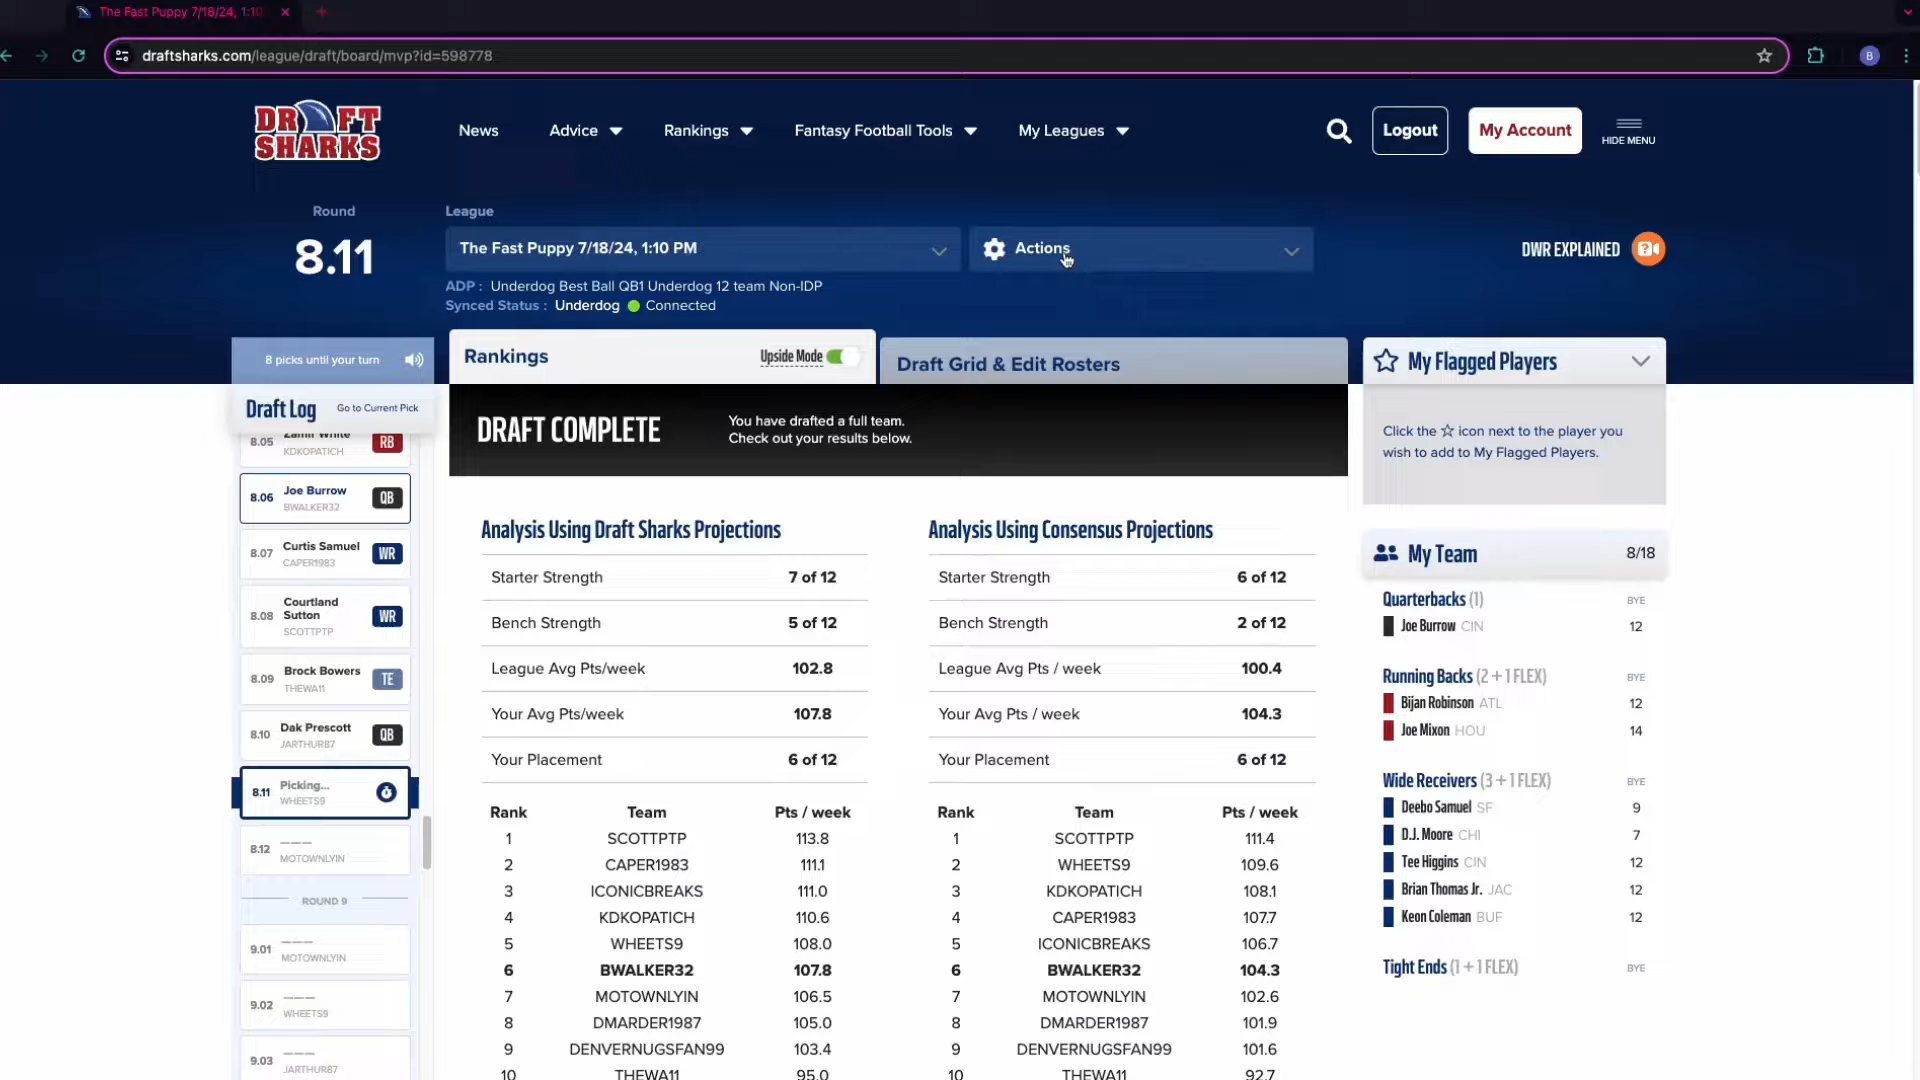 The Fast Puppy 7/18/24, 1:10
draftsharks.com/league/draft/board/mvp?id=598778
B
DRAFT
SHARKS
News
Advice
Rankings
Fantasy Football Tools
My Leagues
Logout
My Account
HIDE MENU
Round
8.11
League
The Fast Puppy 7/18/24, 1:10 PM
Actions
ADP : Underdog Best Ball QB1 Underdog 12 team Non-IDP
Synced Status : Underdog Connected
DWR EXPLAINED
8 picks until your turn
Draft Log
Go to Current Pick
8.05 Zamir White RB
KDKOPATICH
8.06 Joe Burrow QB
BWALKER32
8.07 Curtis Samuel WR
CAPER1983
8.08 Courtland
Sutton WR
SCOTTPTP
8.09 Brock Bowers TE
THEWA11
8.10 Dak Prescott QB
JARTHUR87
8.11 Picking...
WHEETS9
8.12 ———
MOTOWNLYIN
ROUND 9
9.01 ———
MOTOWNLYIN
9.02 ———
WHEETS9
9.03 ———
JARTHUR87
Rankings
Upside Mode
Draft Grid & Edit Rosters
DRAFT COMPLETE
You have drafted a full team.
Check out your results below.
Analysis Using Draft Sharks Projections
Starter Strength 7 of 12
Bench Strength 5 of 12
League Avg Pts/week 102.8
Your Avg Pts/week 107.8
Your Placement 6 of 12
Rank Team Pts / week
1 SCOTTPTP 113.8
2 CAPER1983 111.1
3 ICONICBREAKS 111.0
4 KDKOPATICH 110.6
5 WHEETS9 108.0
6 BWALKER32 107.8
7 MOTOWNLYIN 106.5
8 DMARDER1987 105.0
9 DENVERNUGSFAN99 103.4
10 THEWA11 95.0
Analysis Using Consensus Projections
Starter Strength 6 of 12
Bench Strength 2 of 12
League Avg Pts / week 100.4
Your Avg Pts / week 104.3
Your Placement 6 of 12
Rank Team Pts / week
1 SCOTTPTP 111.4
2 WHEETS9 109.6
3 KDKOPATICH 108.1
4 CAPER1983 107.7
5 ICONICBREAKS 106.7
6 BWALKER32 104.3
7 MOTOWNLYIN 102.6
8 DMARDER1987 101.9
9 DENVERNUGSFAN99 101.6
10 THEWA11 92.7
My Flagged Players
Click the ☆ icon next to the player you
wish to add to My Flagged Players.
My Team 8/18
Quarterbacks (1) BYE
Joe Burrow CIN 12
Running Backs (2 + 1 FLEX) BYE
Bijan Robinson ATL 12
Joe Mixon HOU 14
Wide Receivers (3 + 1 FLEX) BYE
Deebo Samuel SF 9
D.J. Moore CHI 7
Tee Higgins CIN 12
Brian Thomas Jr. JAC 12
Keon Coleman BUF 12
Tight Ends (1 + 1 FLEX) BYE